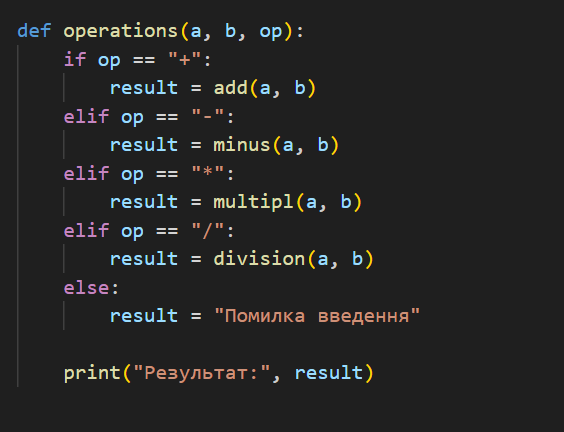 def operations(a, b, op):
    if op == "+":
        result = add(a, b)
    elif op == "-":
        result = minus(a, b)
    elif op == "*":
        result = multipl(a, b)
    elif op == "/":
        result = division(a, b)
    else:
        result = "Помилка введення"
    print("Результат:", result)